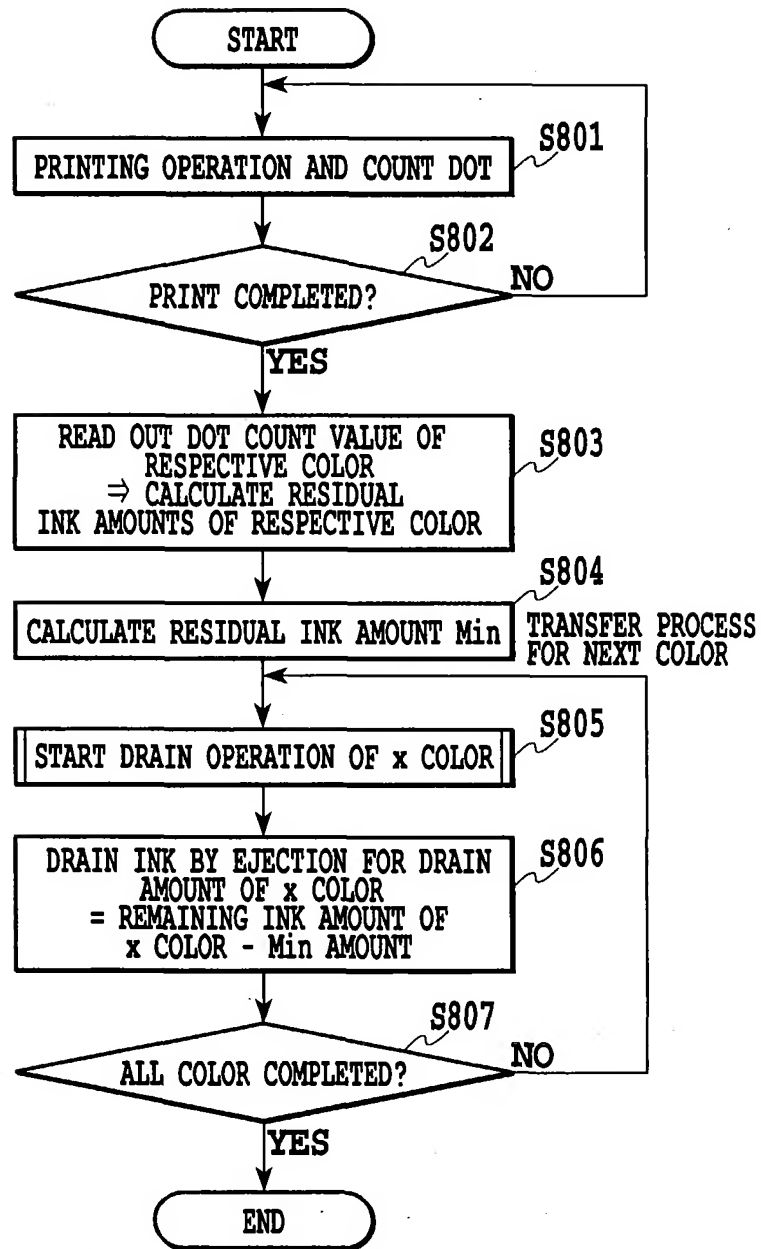 START
S801
PRINTING OPERATION AND COUNT DOT
S802
PRINT COMPLETED?
NO
YES
READ OUT DOT COUNT VALUE OF
RESPECTIVE COLOR
⇒ CALCULATE RESIDUAL
INK AMOUNTS OF RESPECTIVE COLOR
S803
S804
CALCULATE RESIDUAL INK AMOUNT Min
TRANSFER PROCESS
FOR NEXT COLOR
START DRAIN OPERATION OF x COLOR
S805
DRAIN INK BY EJECTION FOR DRAIN
AMOUNT OF x COLOR
= REMAINING INK AMOUNT OF
x COLOR - Min AMOUNT
S806
S807
ALL COLOR COMPLETED?
NO
YES
END